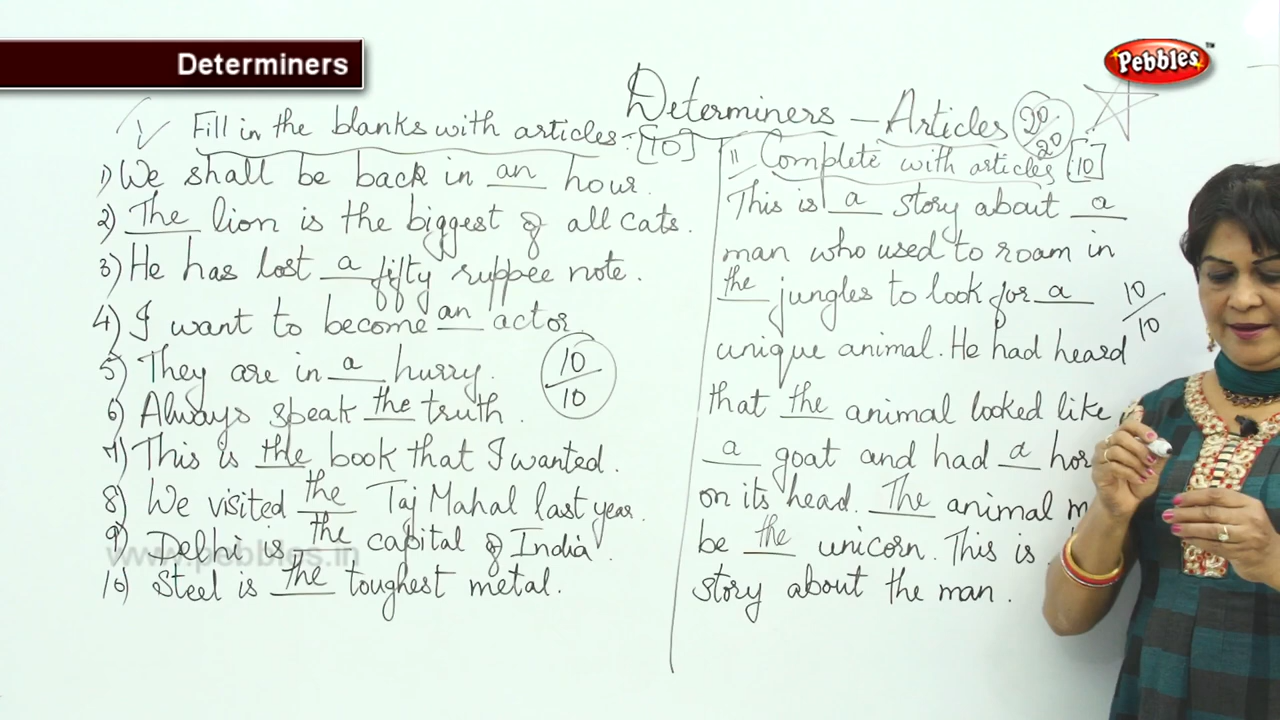 Determiners
Pebbles™
Determiners – Articles
20/20
I Fill in the blanks with articles:- [10]
1) We shall be back in an hour.
2) The lion is the biggest of all cats.
3) He has lost a fifty ruppee note.
4) I want to become an actor
5) They are in a hurry.
10/10
6) Always speak the truth.
7) This is the book that I wanted.
8) We visited the Taj Mahal last year.
9) Delhi is the capital of India.
www.pebbles.in
10) Steel is the toughest metal.
II Complete with articles [10]
This is a story about a
man who used to roam in
the jungles to look for a
10/10
unique animal. He had heard
that the animal looked like
a goat and had a
on its head. The animal
be the unicorn. This is
story about the man.